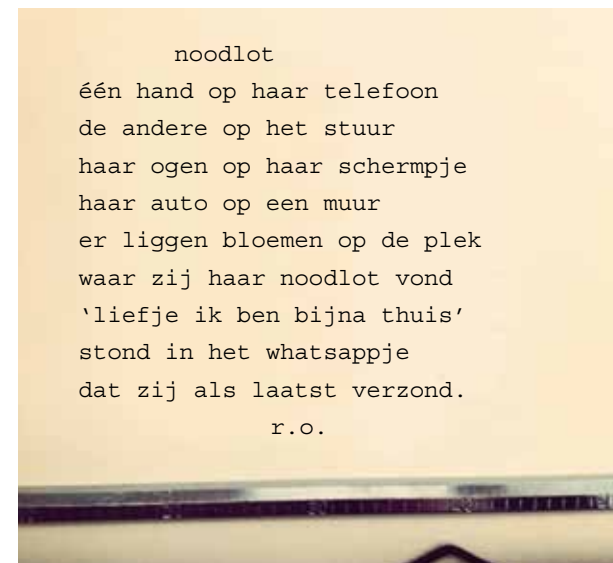 noodlot
één hand op haar telefoon
de andere op het stuur
haar ogen op haar schermpje
haar auto op een muur
er liggen bloemen op de plek
waar zij haar noodlot vond
‘liefje ik ben bijna thuis’
stond in het whatsappje
dat zij als laatst verzond.
r.o.